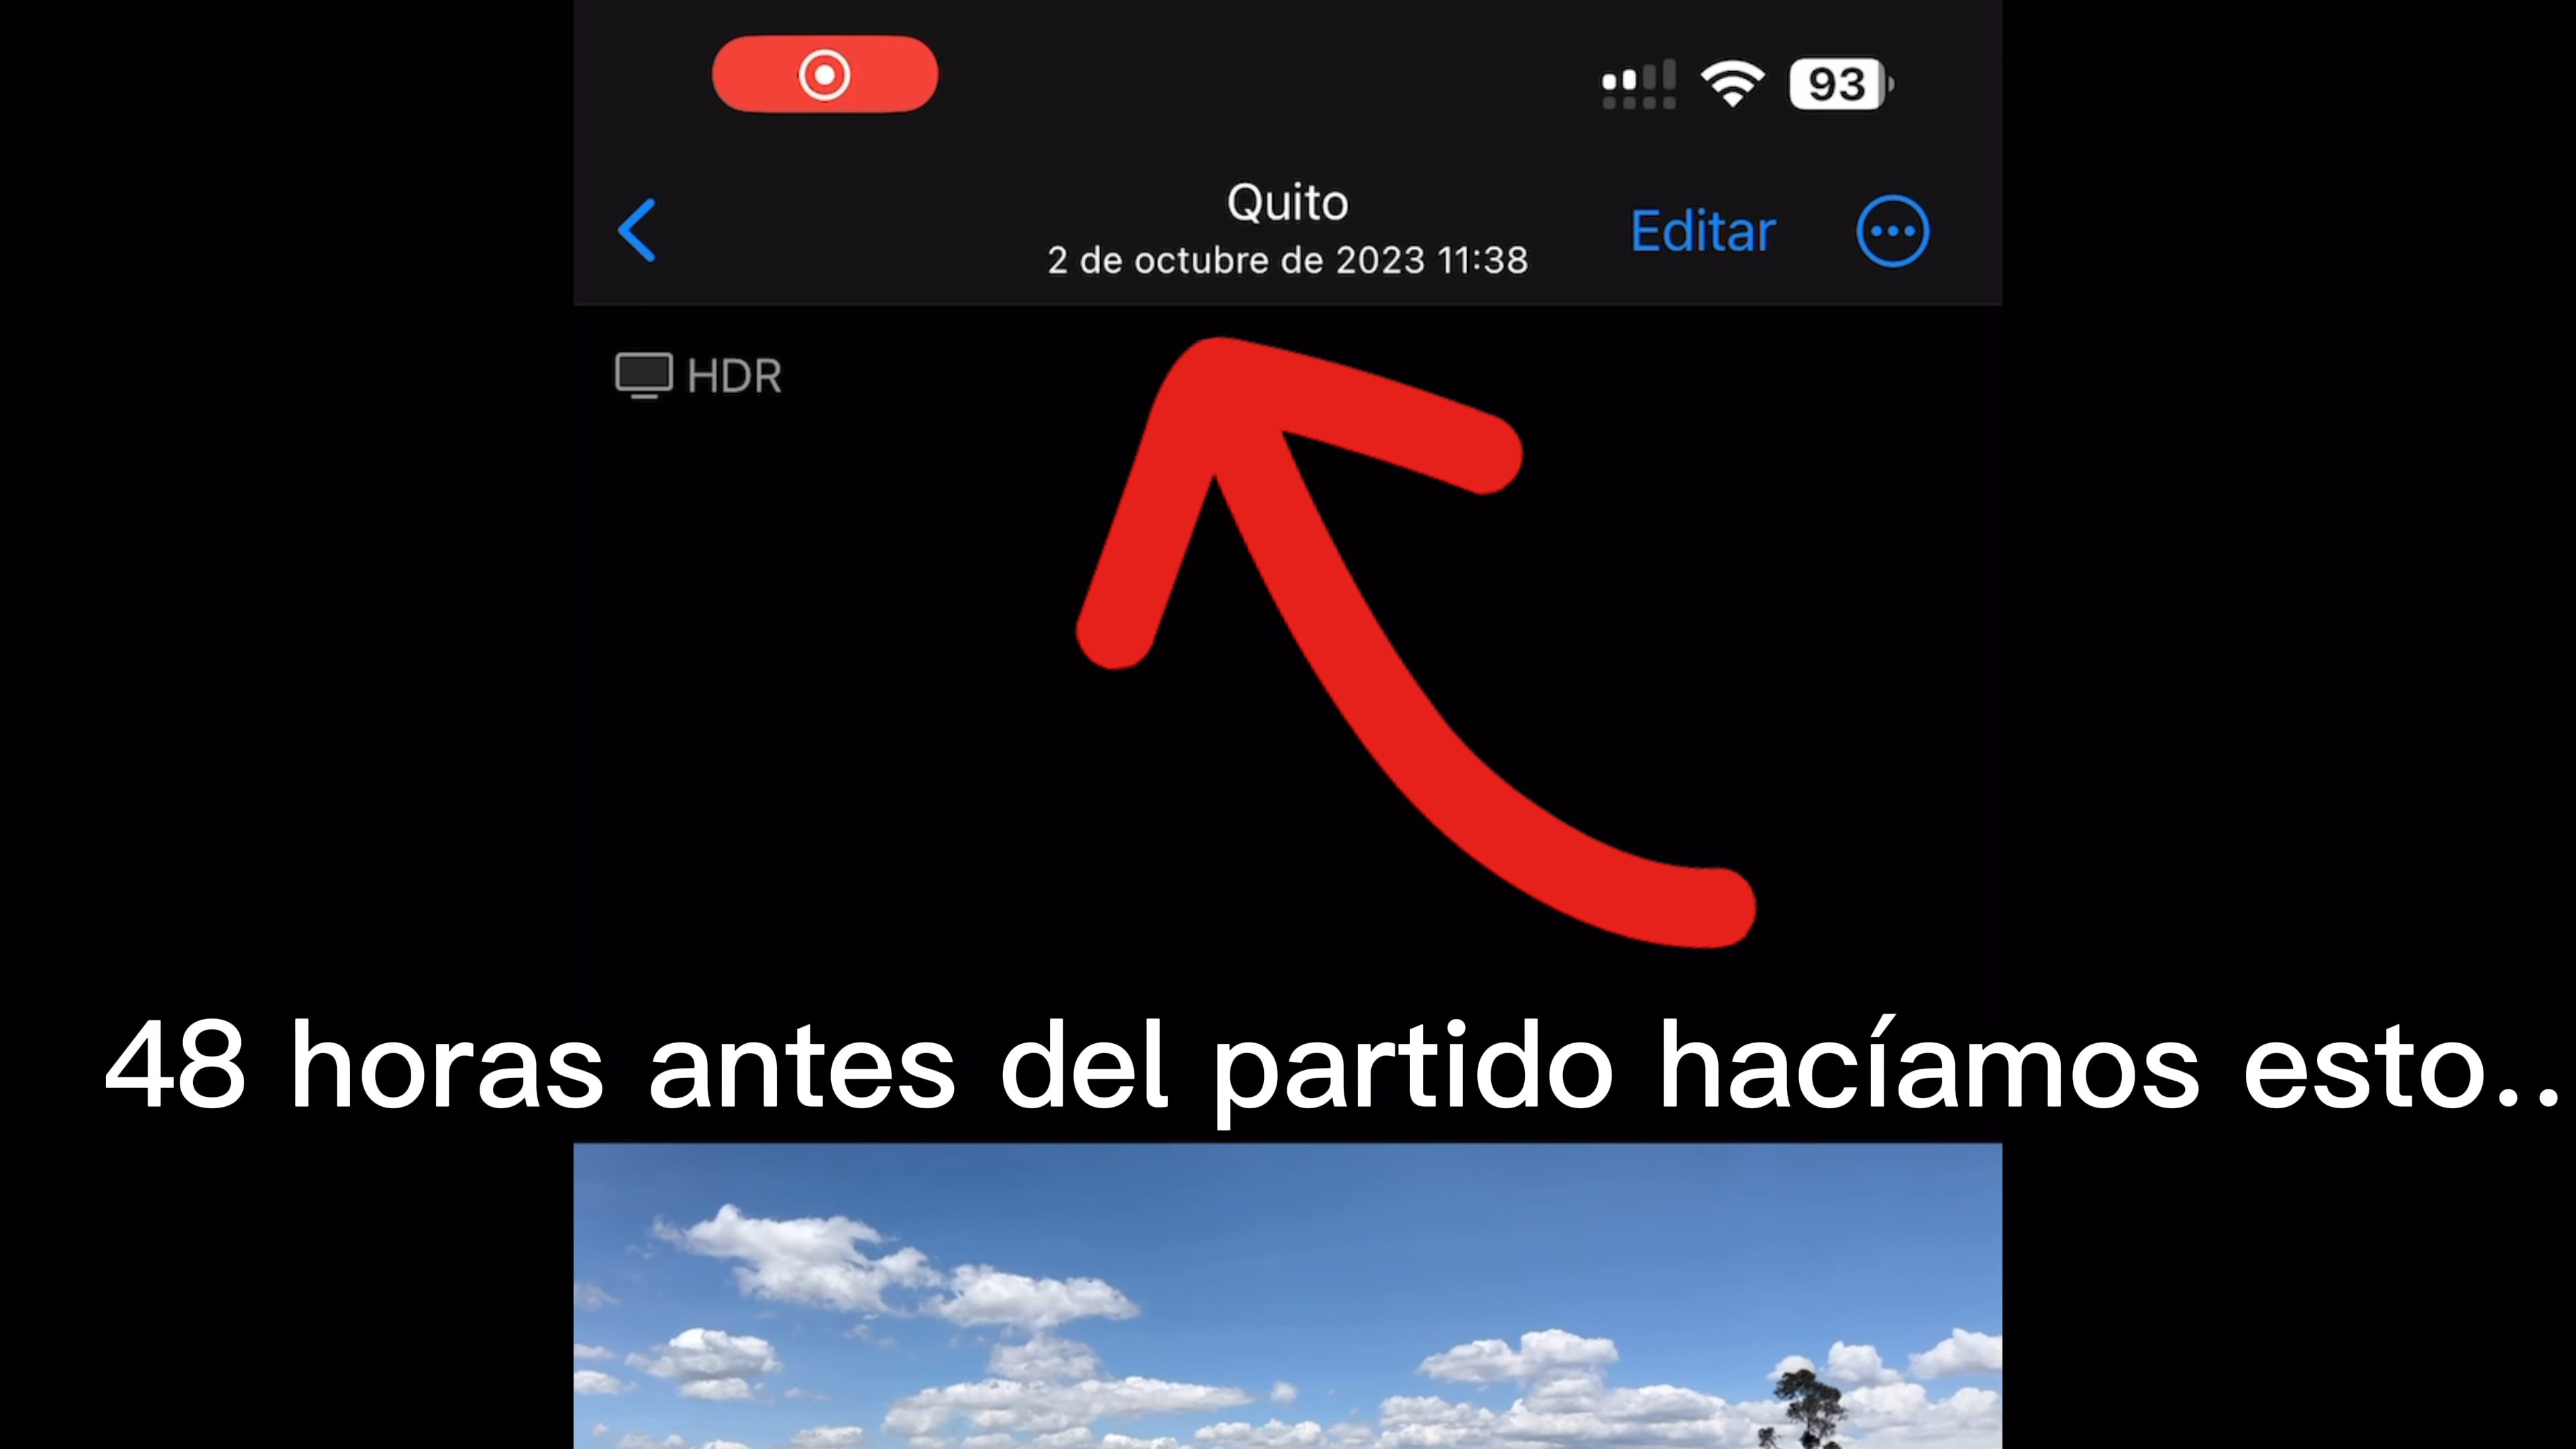 93
Quito
Editar
2 de octubre de 2023 11:38
HDR
48 horas antes del partido hacíamos esto..